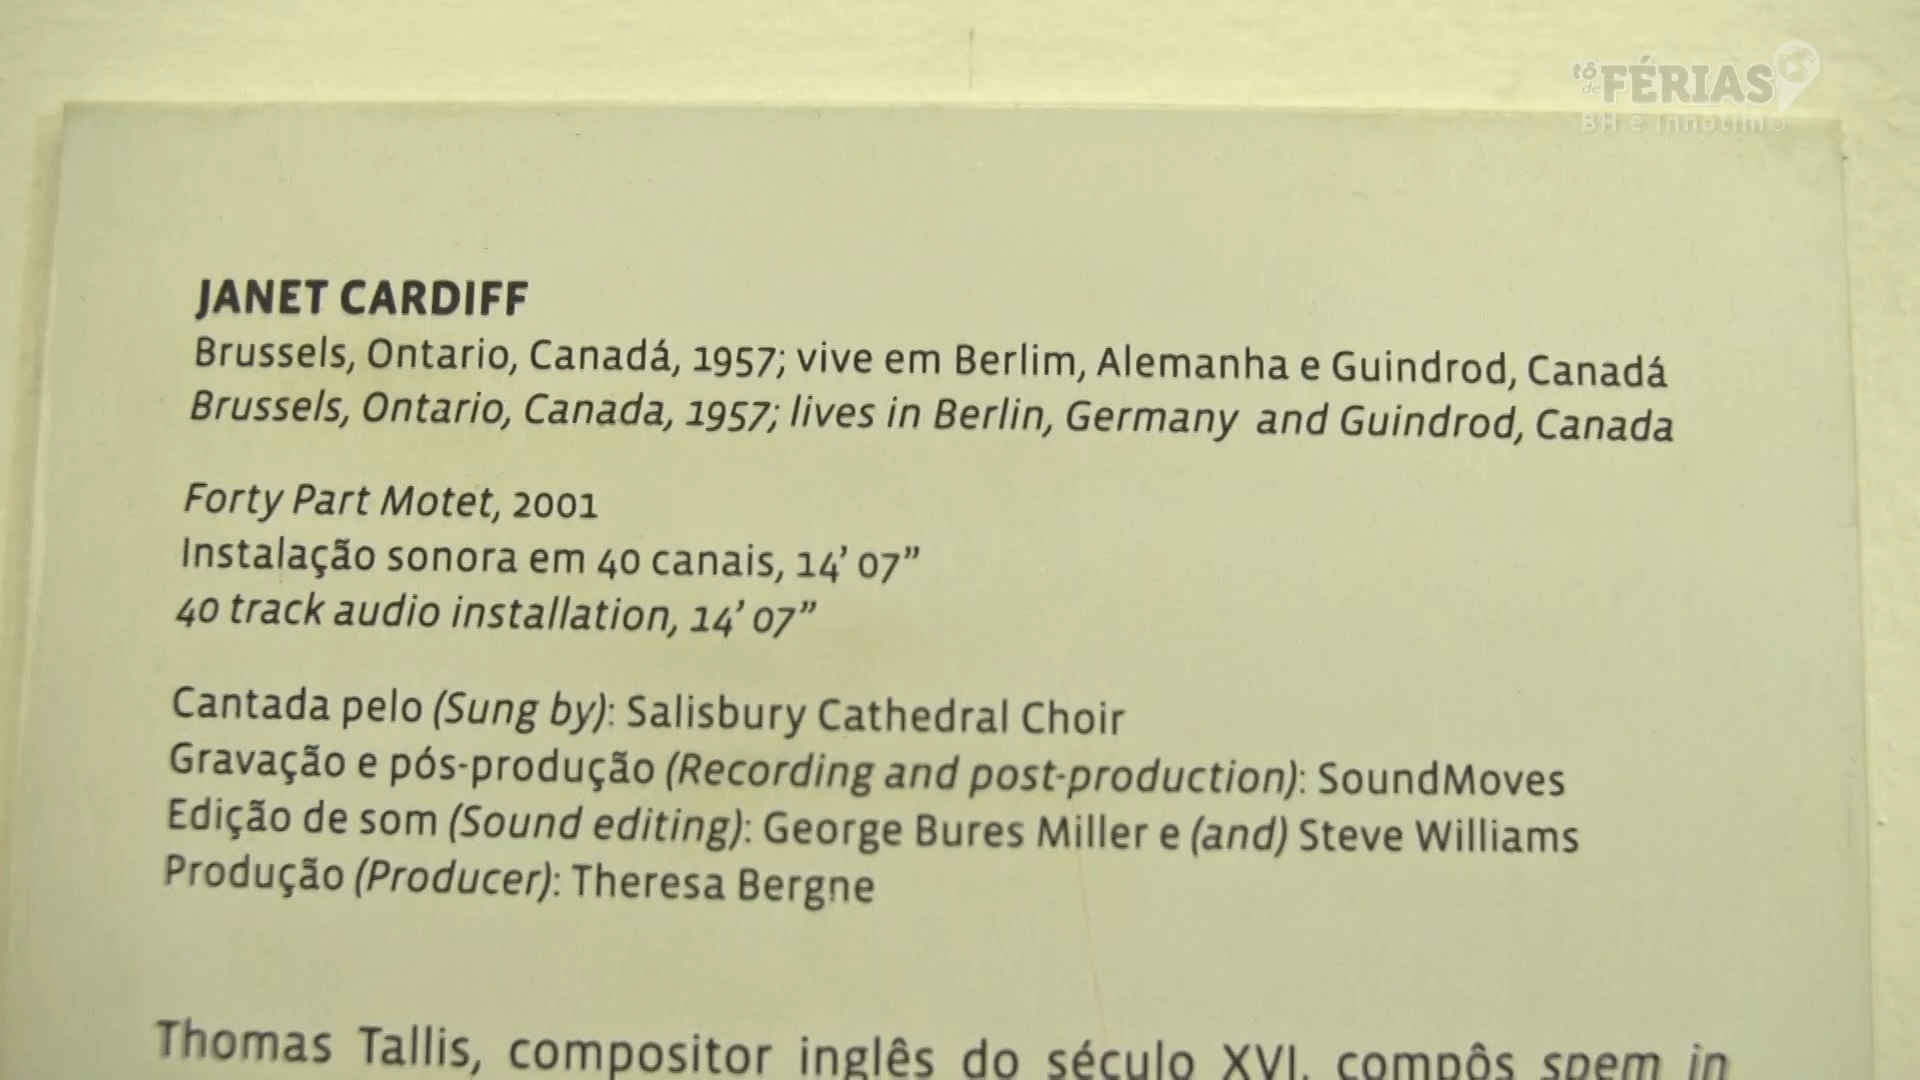 tô de FÉRIAS
BH e Inhotim
JANET CARDIFF
Brussels, Ontario, Canadá, 1957; vive em Berlim, Alemanha e Guindrod, Canadá
Brussels, Ontario, Canada, 1957; lives in Berlin, Germany and Guindrod, Canada
Forty Part Motet, 2001
Instalação sonora em 40 canais, 14’ 07”
40 track audio installation, 14’ 07”
Cantada pelo (Sung by): Salisbury Cathedral Choir
Gravação e pós-produção (Recording and post-production): SoundMoves
Edição de som (Sound editing): George Bures Miller e (and) Steve Williams
Produção (Producer): Theresa Bergne
Thomas Tallis, compositor inglês do século XVI, compôs spem in